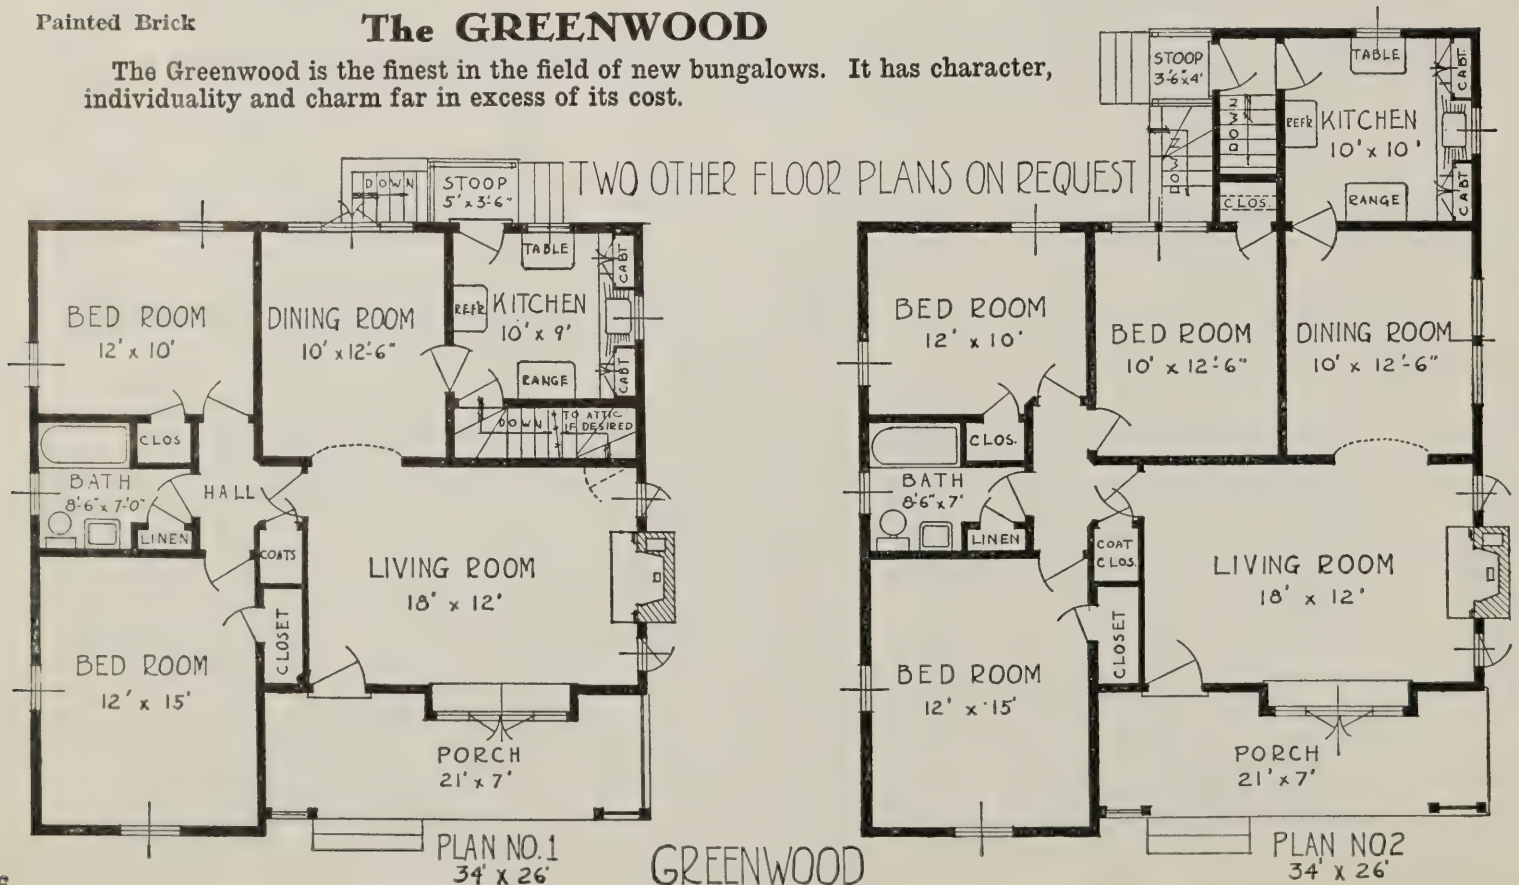 Painted Brick
The GREENWOOD
The Greenwood is the finest in the field of new bungalows. It has character,
individuality and charm far in excess of its cost.
TWO OTHER FLOOR PLANS ON REQUEST
DOWN
STOOP
5' x 3'-6"
TABLE
CABT
BED ROOM
12' x 10'
DINING ROOM
10' x 12'-6"
REF'R
KITCHEN
10' x 9'
RANGE
CABT
DOWN
TO ATTIC
IF DESIRED
CLOS
BATH
8'-6" x 7'-0"
HALL
LINEN
COATS
LIVING ROOM
18' x 12'
CLOSET
BED ROOM
12' x 15'
PORCH
21' x 7'
PLAN NO. 1
34' X 26'
STOOP
3'-6" x 4'
DOWN
DOWN
CLOS.
TABLE
CABT.
REF'R
KITCHEN
10' x 10'
RANGE
CABT
BED ROOM
12' x 10'
BED ROOM
10' x 12'-6"
DINING ROOM
10' x 12'-6"
CLOS.
BATH
8'-6" x 7'
LINEN
COAT
CLOS.
LIVING ROOM
18' x 12'
CLOSET
BED ROOM
12' x 15'
PORCH
21' x 7'
PLAN NO2
34' X 26'
GREENWOOD